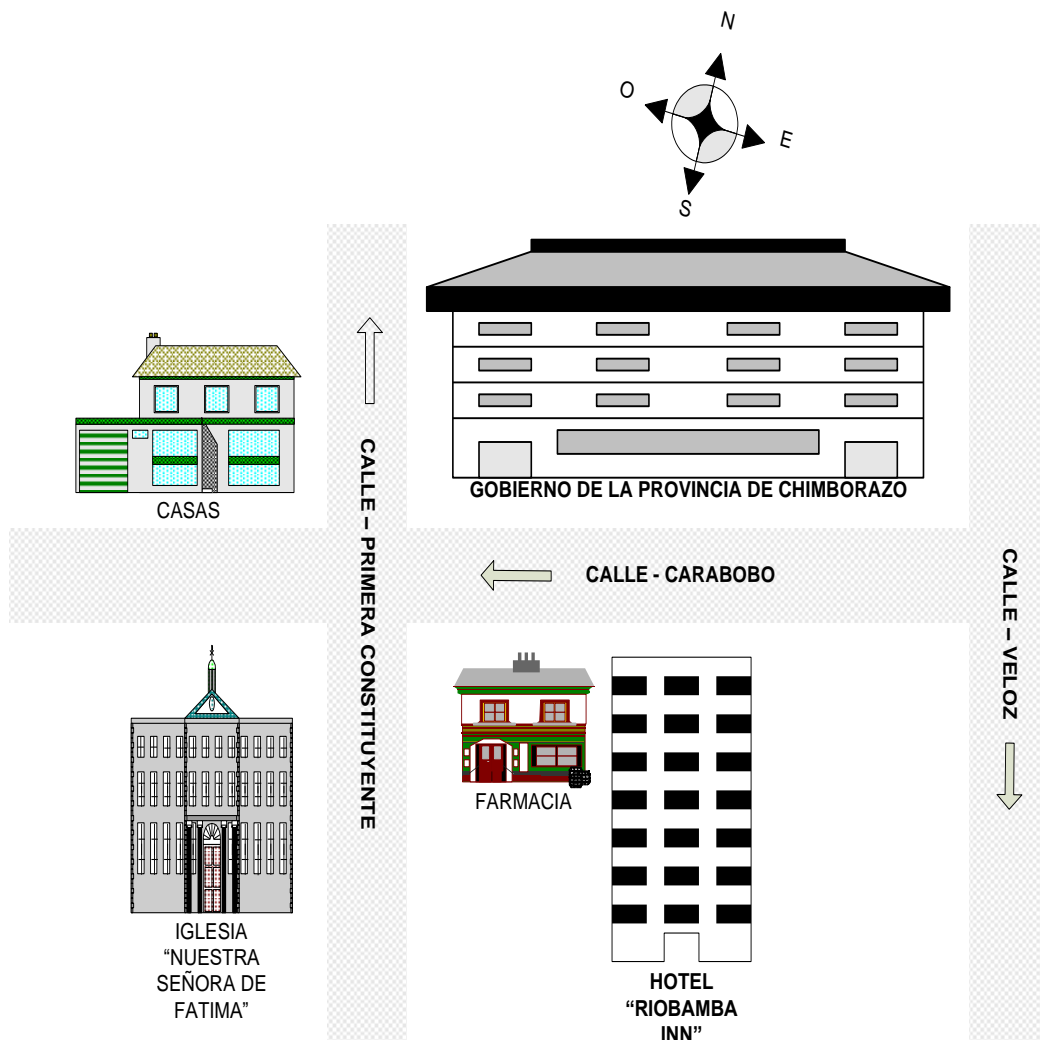 N
O
E
S
CASAS
GOBIERNO DE LA PROVINCIA DE CHIMBORAZO
CALLE – PRIMERA CONSTITUYENTE
CALLE - CARABOBO
CALLE – VELOZ
FARMACIA
IGLESIA
“NUESTRA
SEÑORA DE
FATIMA”
HOTEL
“RIOBAMBA
INN”